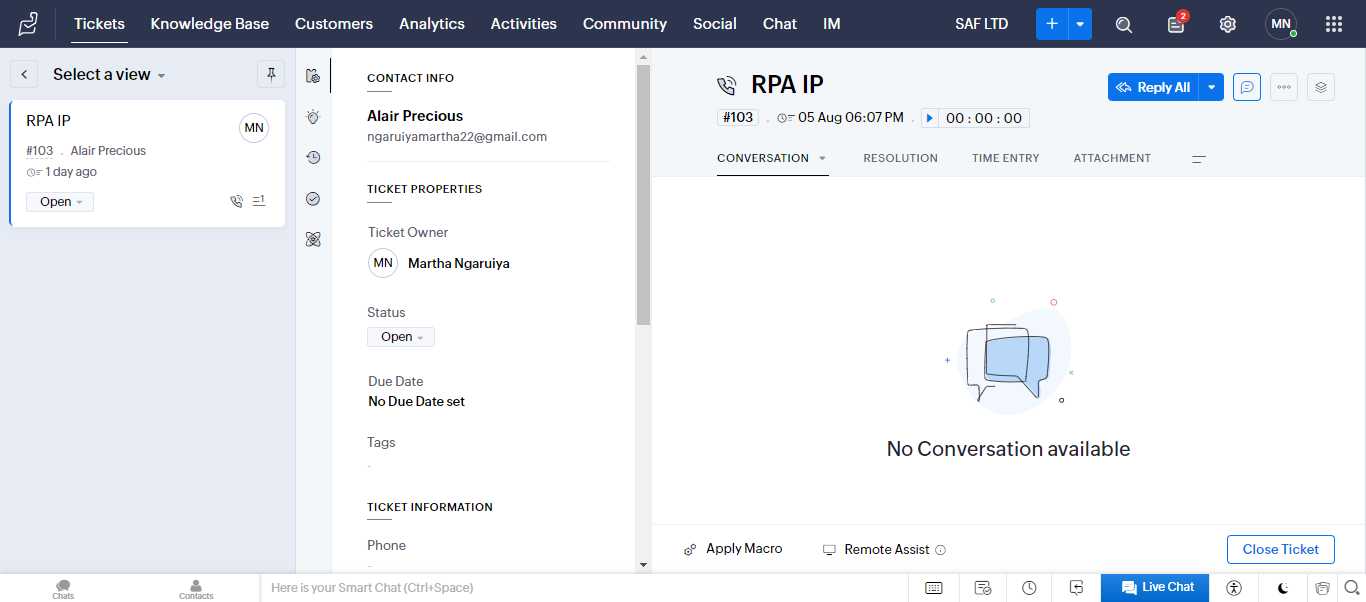 Tickets Knowledge Base Customers Analytics Activities Community Social Chat IM SAF LTD 2 MN
Select a view
RPA IP
MN
#103 . Alair Precious
1 day ago
Open
1
CONTACT INFO
Alair Precious
ngaruiyamartha22@gmail.com
TICKET PROPERTIES
Ticket Owner
MN Martha Ngaruiya
Status
Open
Due Date
No Due Date set
Tags
-
TICKET INFORMATION
Phone
-
RPA IP
Reply All
#103 . 05 Aug 06:07 PM . 00 : 00 : 00
CONVERSATION RESOLUTION TIME ENTRY ATTACHMENT
No Conversation available
Apply Macro Remote Assist Close Ticket
Chats Contacts Here is your Smart Chat (Ctrl+Space) Live Chat